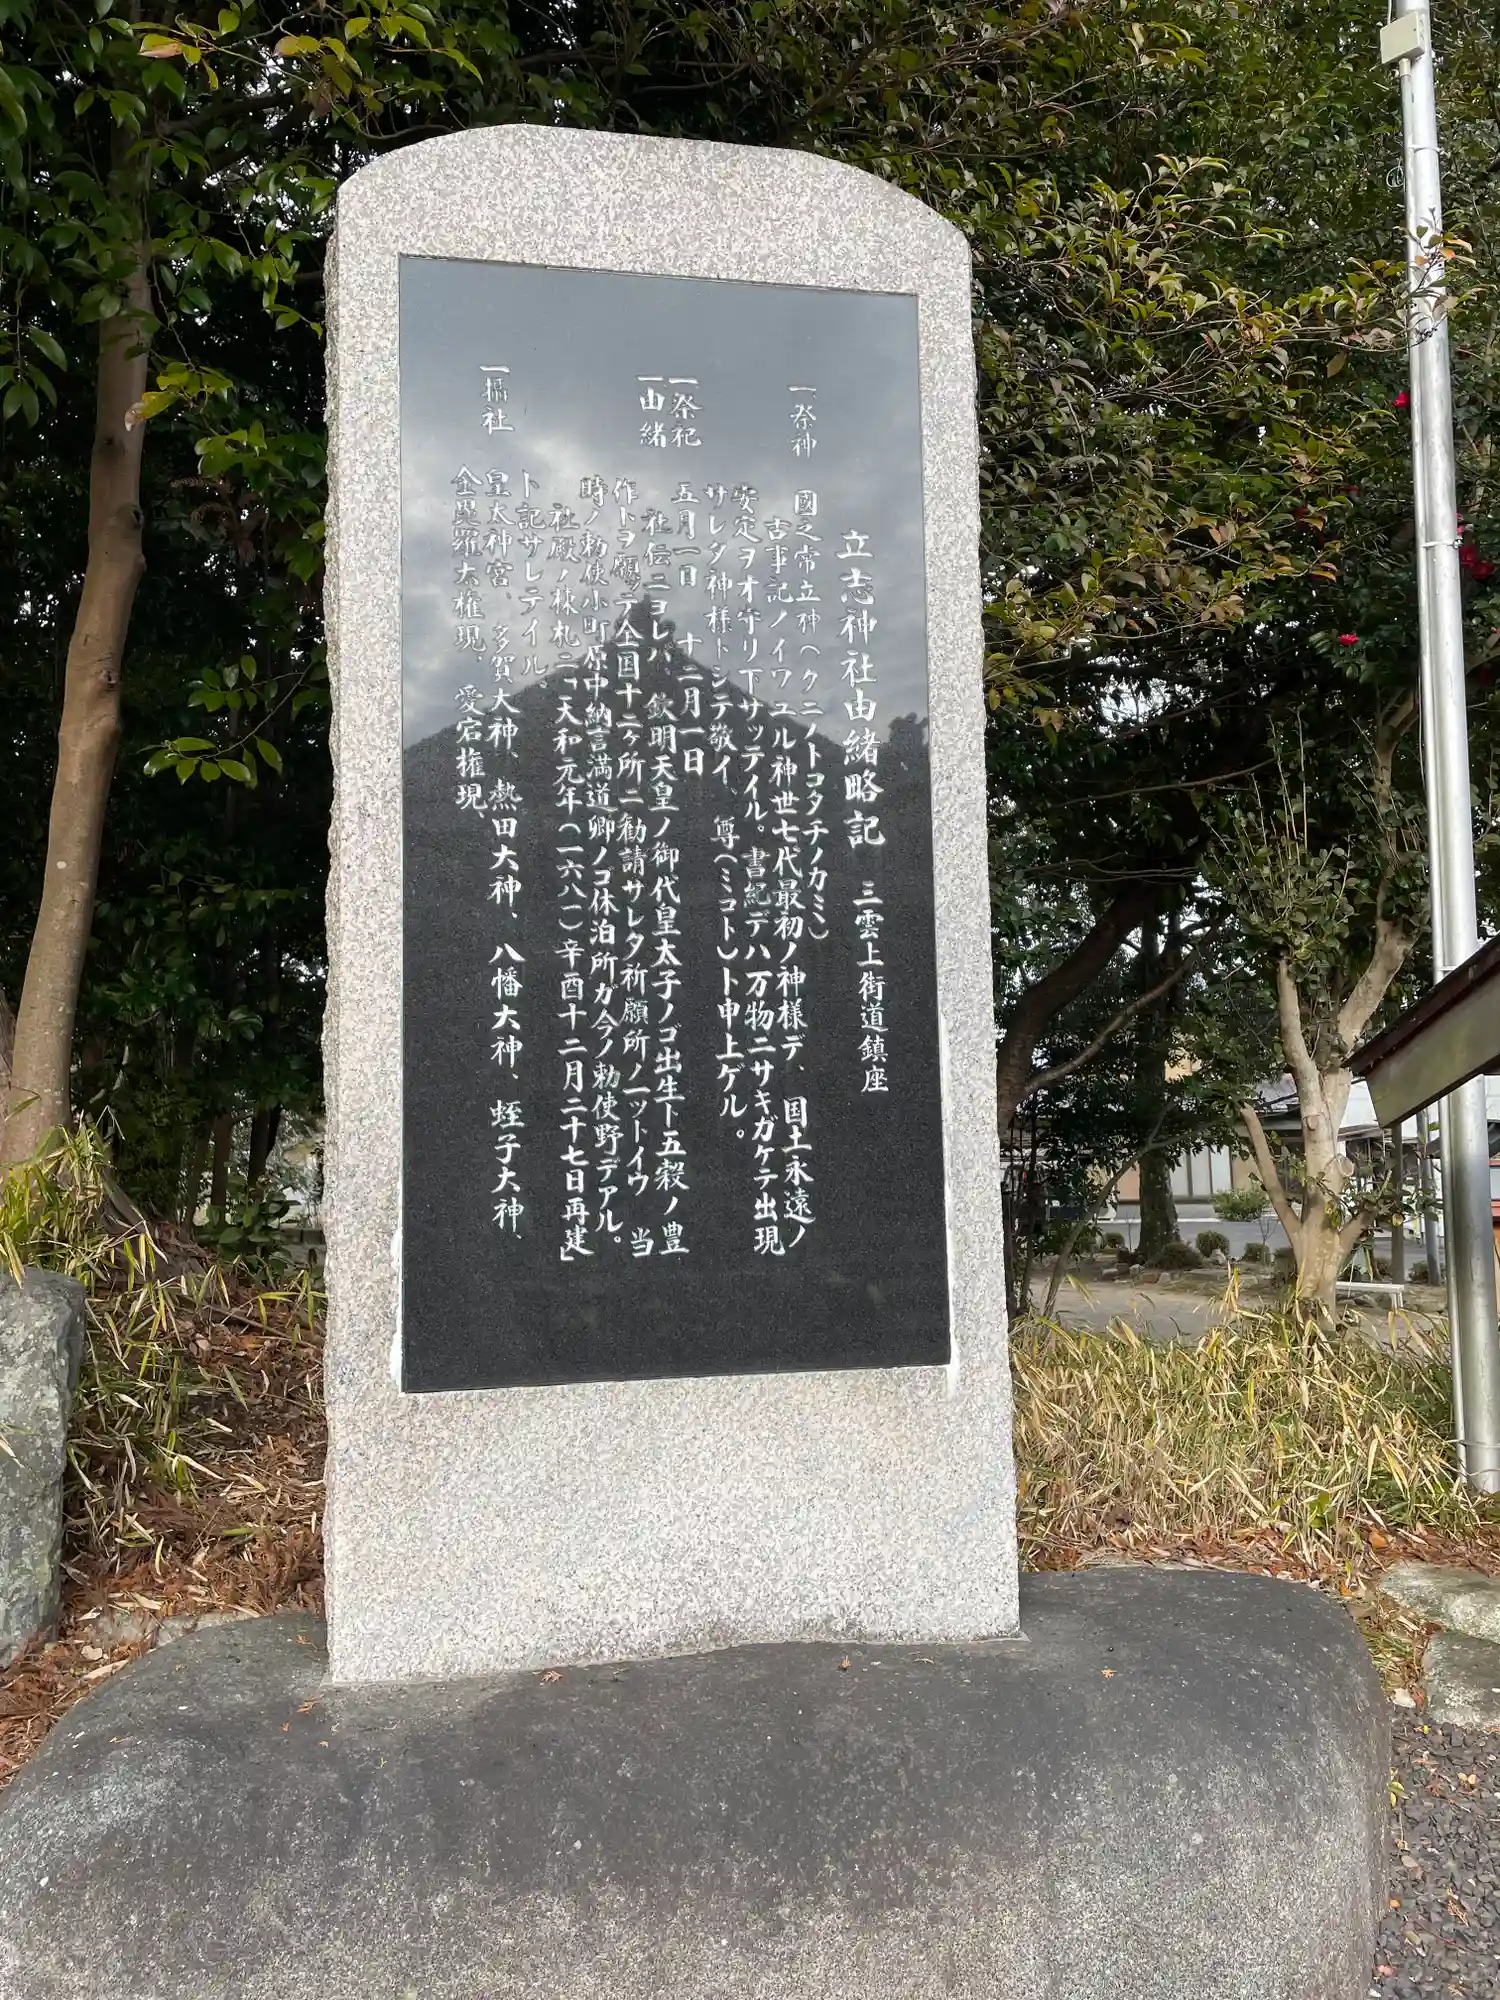 立志神社由緒略記　三雲上街道鎮座
一祭神　國之常立神(クニノトコタチノカミ)
古事記ノイワユル神世七代最初ノ神様デ、国土永遠ノ
安定ヲオ守リ下サッテイル。書紀デハ万物ニサキガケテ出現
サレタ神様トシテ敬イ、尊(ミコト)ト申上ゲル。
一祭祀　五月一日　十二月一日
一由緒　社伝ニヨレバ、欽明天皇ノ御代皇太子ノゴ出生ト五穀ノ豊
作トヲ願ッテ全国十二ヶ所ニ勧請サレタ祈願所ノ一ットイウ　当
時ノ勅使小町原中納言満道卿ノゴ休泊所ガ今ノ勅使野デアル。
社殿ノ棟札ニ「天和元年(一六八一)辛酉十二月二十七日再建」
ト記サレテイル。
一攝社　皇太神宮、多賀大神、熱田大神、八幡大神、蛭子大神、
金毘羅大権現、愛宕権現、